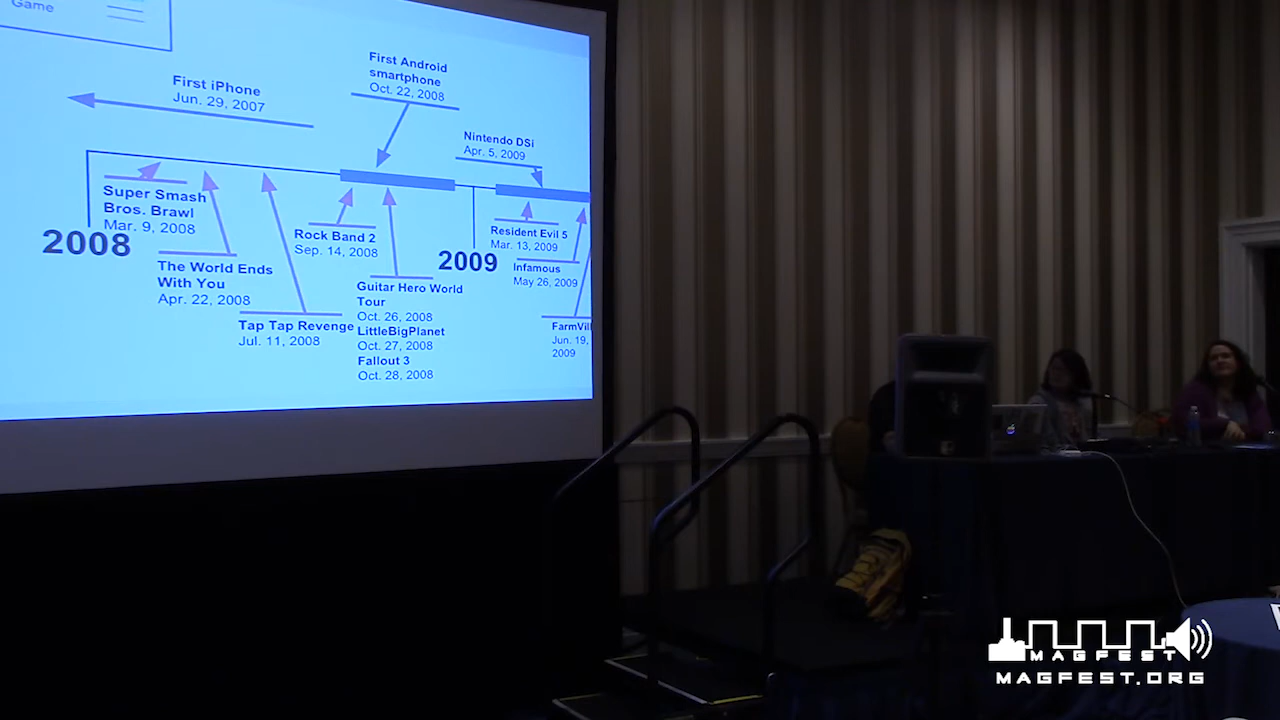 Game
First Android
smartphone
Oct. 22, 2008
First iPhone
Jun. 29, 2007
Nintendo DSi
Apr. 5, 2009
Super Smash
Bros. Brawl
Mar. 9, 2008
2008
The World Ends
With You
Apr. 22, 2008
Tap Tap Revenge
Jul. 11, 2008
Rock Band 2
Sep. 14, 2008
Guitar Hero World
Tour
Oct. 26, 2008
LittleBigPlanet
Oct. 27, 2008
Fallout 3
Oct. 28, 2008
2009
Resident Evil 5
Mar. 13, 2009
Infamous
May 26, 2009
FarmVil
Jun. 19,
2009
MAGFEST
MAGFEST.ORG